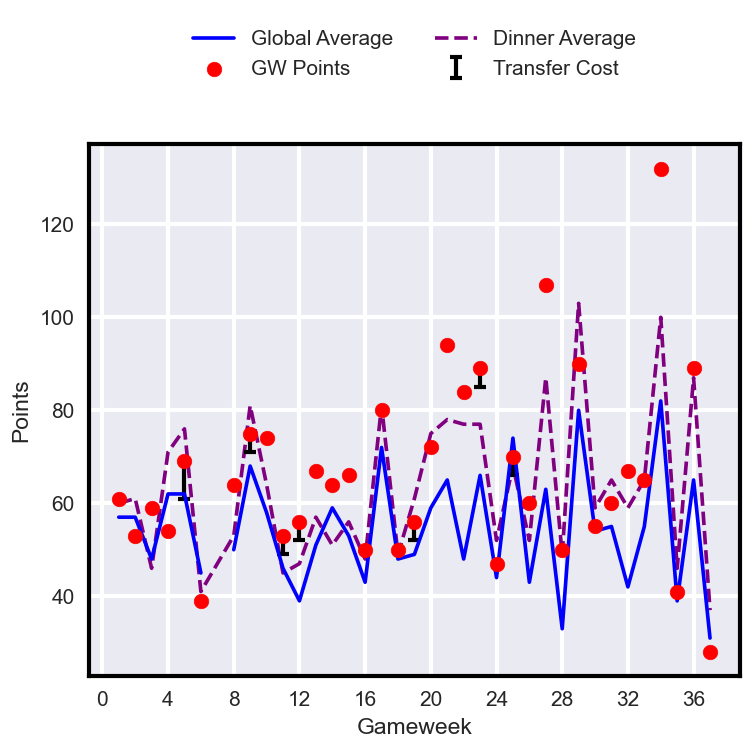 Global Average
Dinner Average
GW Points
Transfer Cost
120
100
80
60
40
Points
0 4 8 12 16 20 24 28 32 36
Gameweek